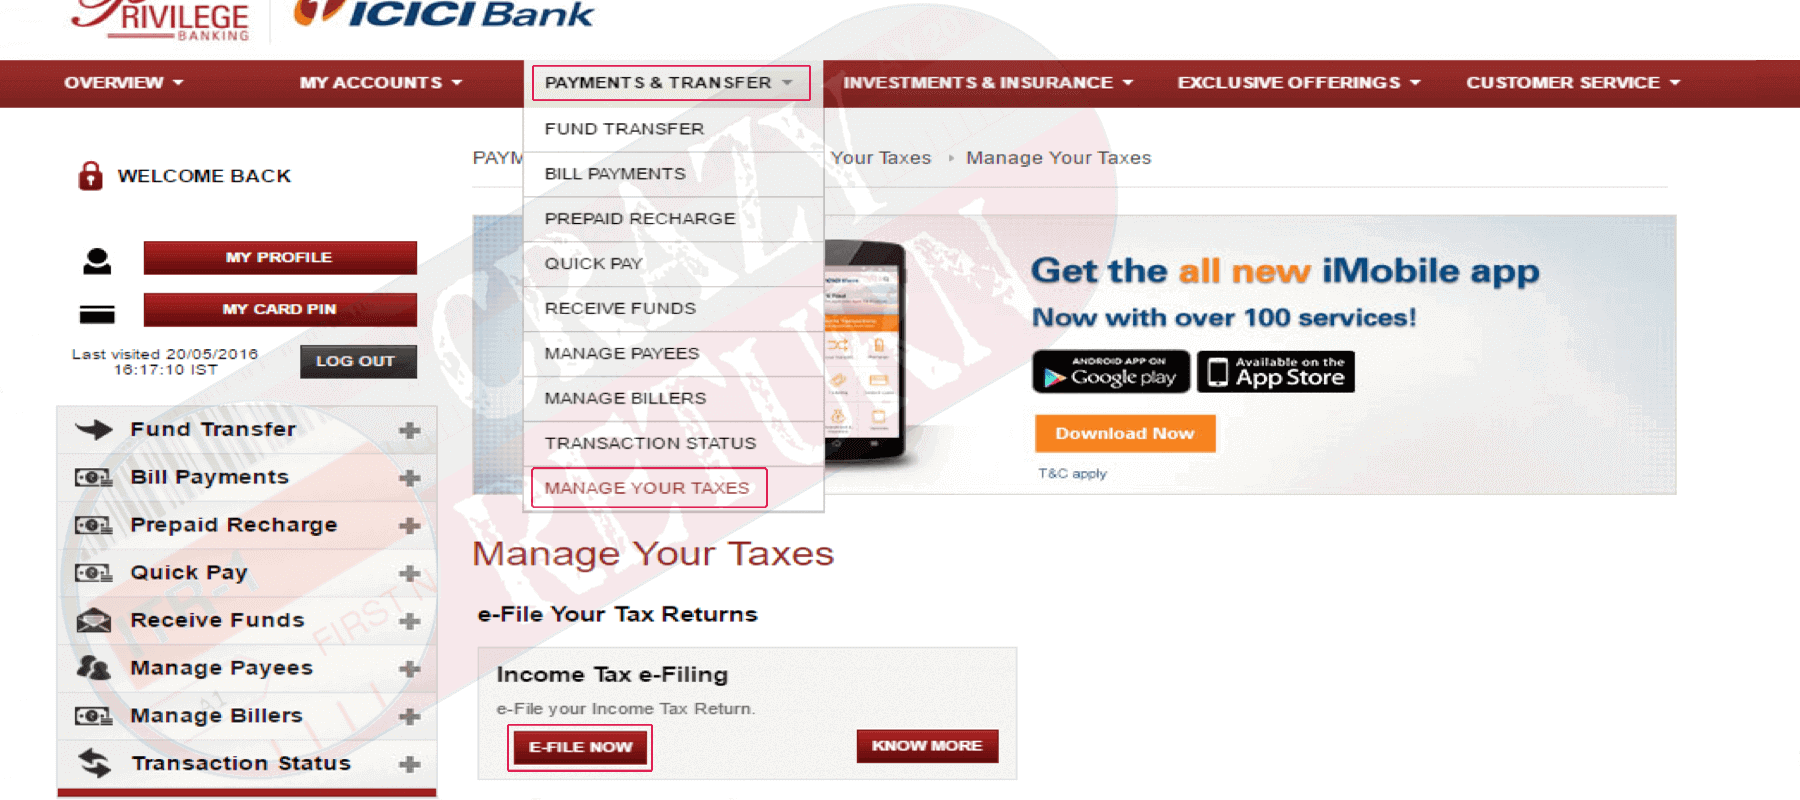 PRIVILEGE
BANKING
ICICI Bank
OVERVIEW
MY ACCOUNTS
PAYMENTS & TRANSFER
INVESTMENTS & INSURANCE
EXCLUSIVE OFFERINGS
CUSTOMER SERVICE
FUND TRANSFER
BILL PAYMENTS
PREPAID RECHARGE
QUICK PAY
RECEIVE FUNDS
MANAGE PAYEES
MANAGE BILLERS
TRANSACTION STATUS
MANAGE YOUR TAXES
PAYM
Your Taxes
Manage Your Taxes
WELCOME BACK
MY PROFILE
MY CARD PIN
Last visited 20/05/2016
16:17:10 IST
LOG OUT
Fund Transfer
Bill Payments
Prepaid Recharge
Quick Pay
Receive Funds
Manage Payees
Manage Billers
Transaction Status
Get the all new iMobile app
Now with over 100 services!
ANDROID APP ON
Google play
Available on the
App Store
Download Now
T&C apply
Manage Your Taxes
e-File Your Tax Returns
Income Tax e-Filing
e-File your Income Tax Return.
E-FILE NOW
KNOW MORE
CRAZY
RETURN
ITR-1
FIRST N
A1